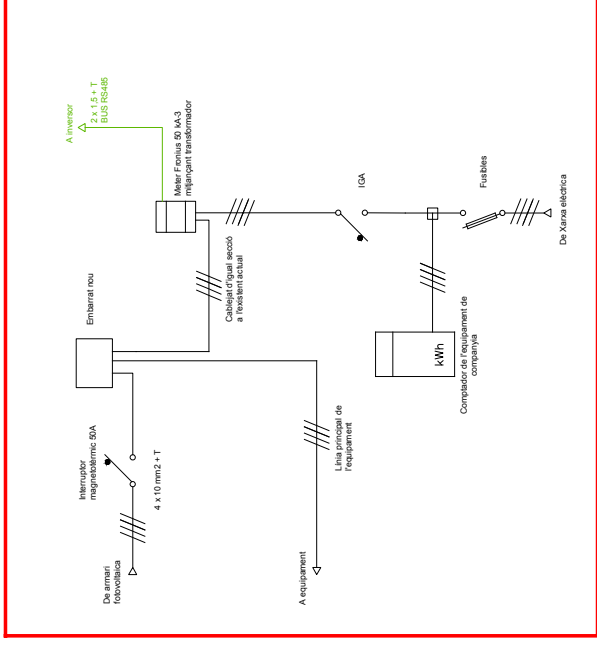 A inversor
2 x 1,5 + T
BUS RS485
Meter Fronius 50 kA-3
mitjançant transformador
IGA
Fusibles
De Xarxa elèctrica
Embarrat nou
Cablejat d'igual secció
a l'existent actual
kWh
Comptador de l'equipament de
companyia
Interruptor
magnetotèrmic 50A
4 x 10 mm2 + T
Línia principal de
l'equipament
De armari
fotovoltaica
A equipament